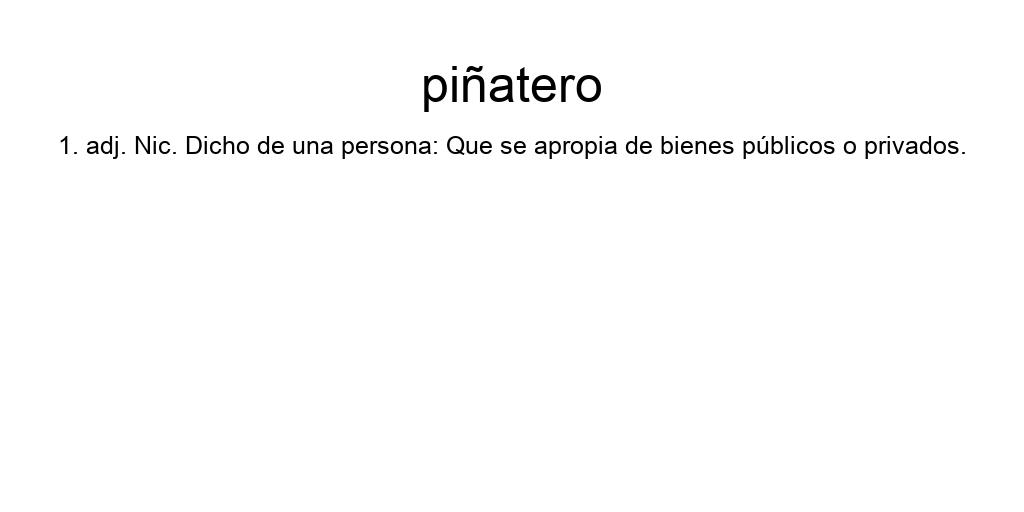 piñatero
1. adj. Nic. Dicho de una persona: Que se apropia de bienes públicos o privados.